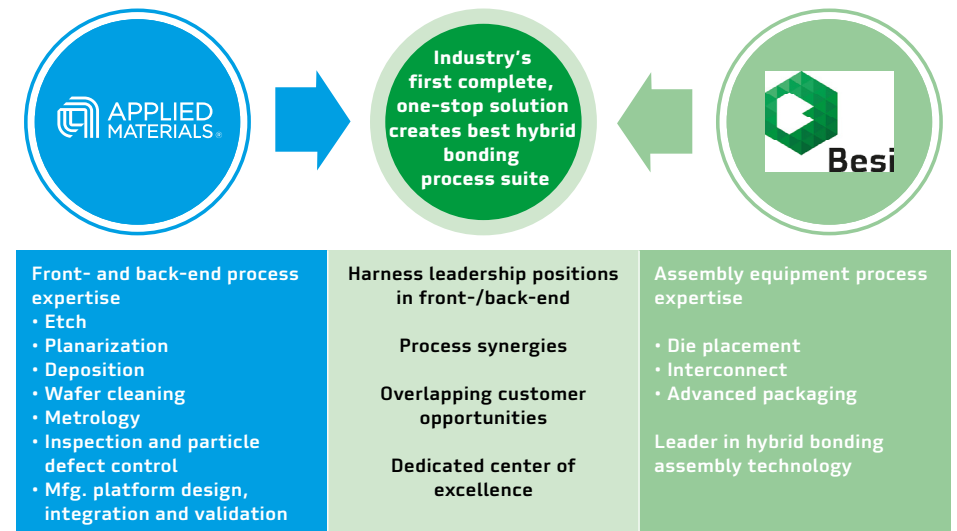 APPLIED
MATERIALS®
Industry's
first complete,
one-stop solution
creates best hybrid
bonding
process suite
Besi
Front- and back-end process
expertise
• Etch
• Planarization
• Deposition
• Wafer cleaning
• Metrology
• Inspection and particle
defect control
• Mfg. platform design,
integration and validation
Harness leadership positions
in front-/back-end
Process synergies
Overlapping customer
opportunities
Dedicated center of
excellence
Assembly equipment process
expertise
• Die placement
• Interconnect
• Advanced packaging
Leader in hybrid bonding
assembly technology